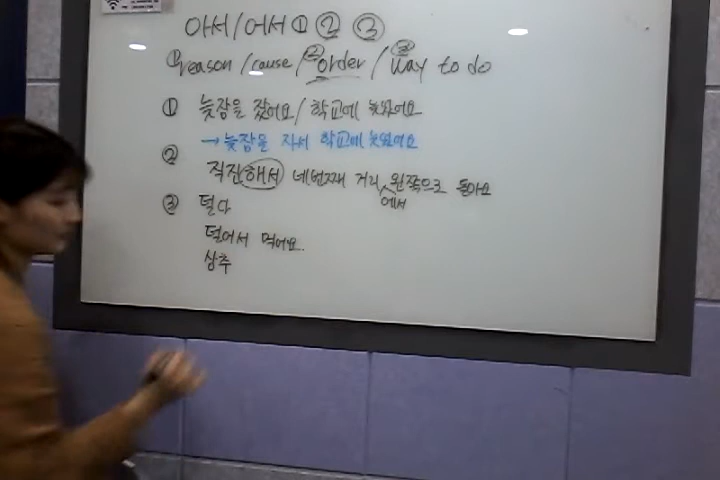 아서/어서 ① ② ③
①reason / cause / ②order / ③way to do
① 늦잠을 잤어요/ 학교에 늦었어요
→ 늦잠을 자서 학교에 늦었어요
② 직진해서 네번째 거리에서 왼쪽으로 돌아요
③ 덜다
덜어서 먹어요.
상추